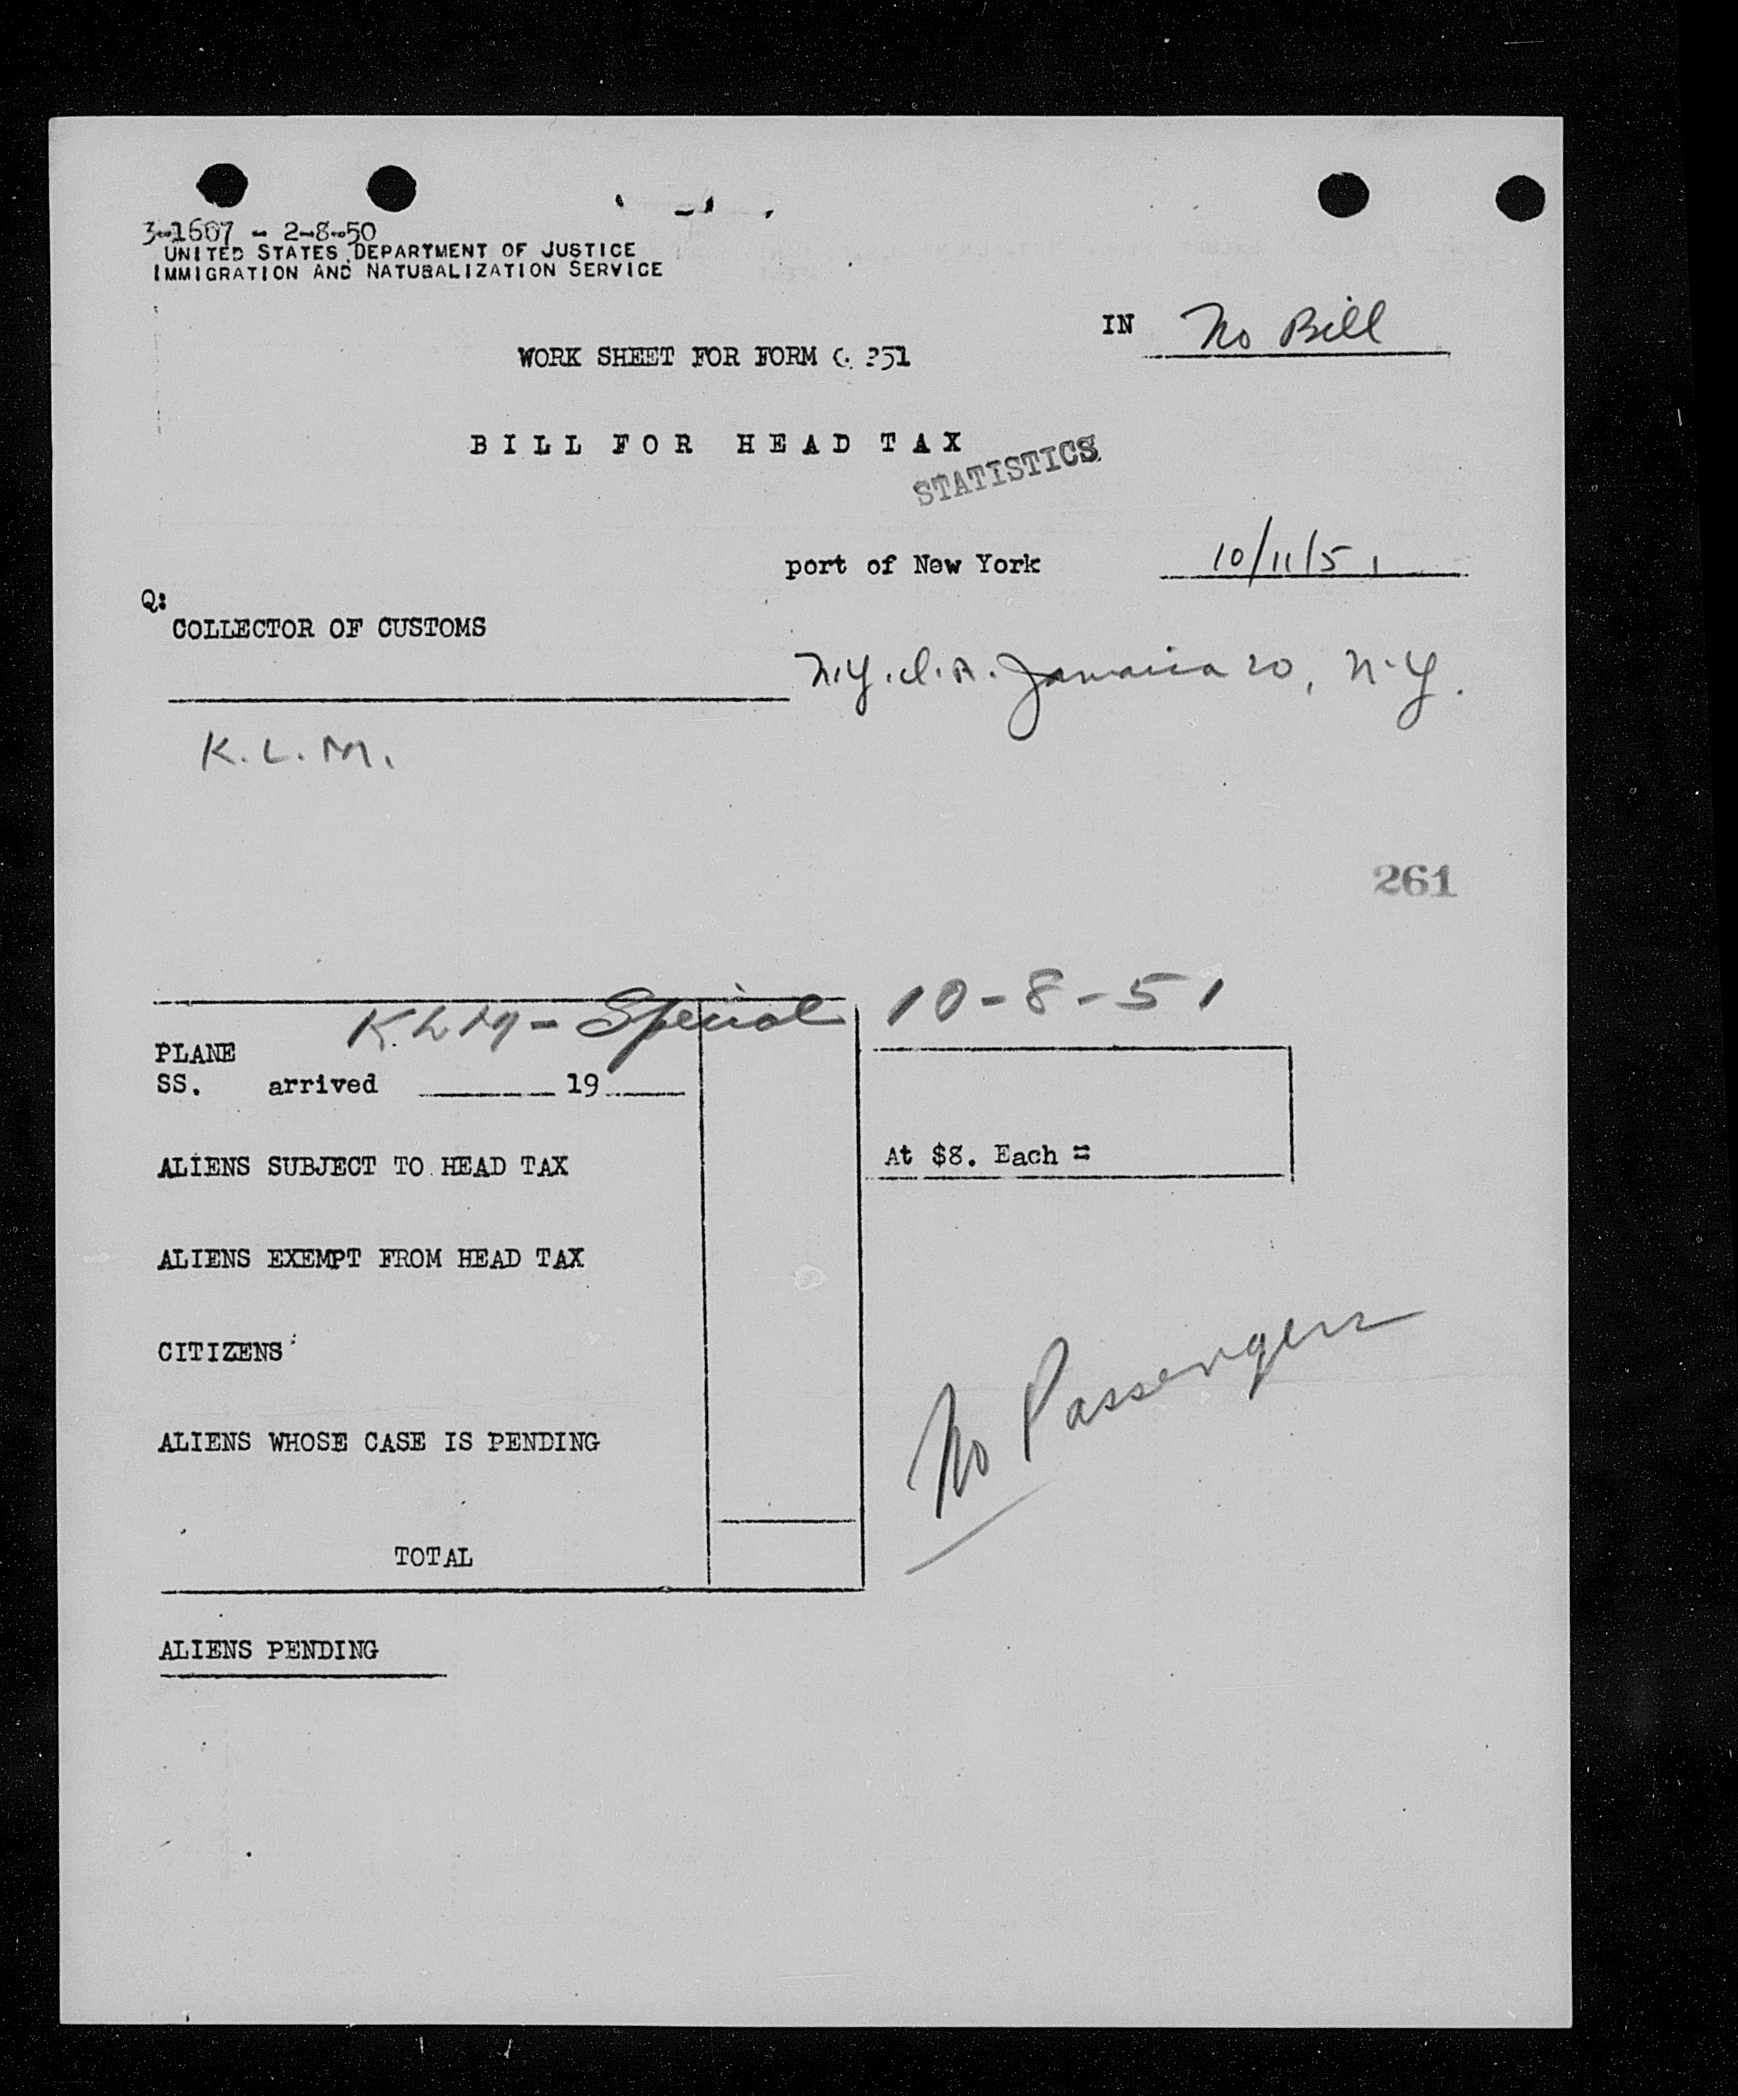 3-1607 - 2-8-50
UNITED STATES DEPARTMENT OF JUSTICE
IMMIGRATION AND NATURALIZATION SERVICE
IN No Bill
WORK SHEET FOR FORM G 251
BILL FOR HEAD TAX
STATISTICS
port of New York 10/11/51
Q:
COLLECTOR OF CUSTOMS
N.Y.I.A. Jamaica 20, N.Y.
K.L.M.
261
KLM - Special 10-8-51
PLANE
SS. arrived 19
ALIENS SUBJECT TO HEAD TAX
At $8. Each =
ALIENS EXEMPT FROM HEAD TAX
CITIZENS
ALIENS WHOSE CASE IS PENDING
No Passengers
TOTAL
ALIENS PENDING